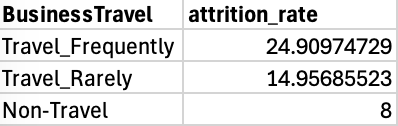 BusinessTravel attrition_rate
Travel_Frequently 24.90974729
Travel_Rarely 14.95685523
Non-Travel 8